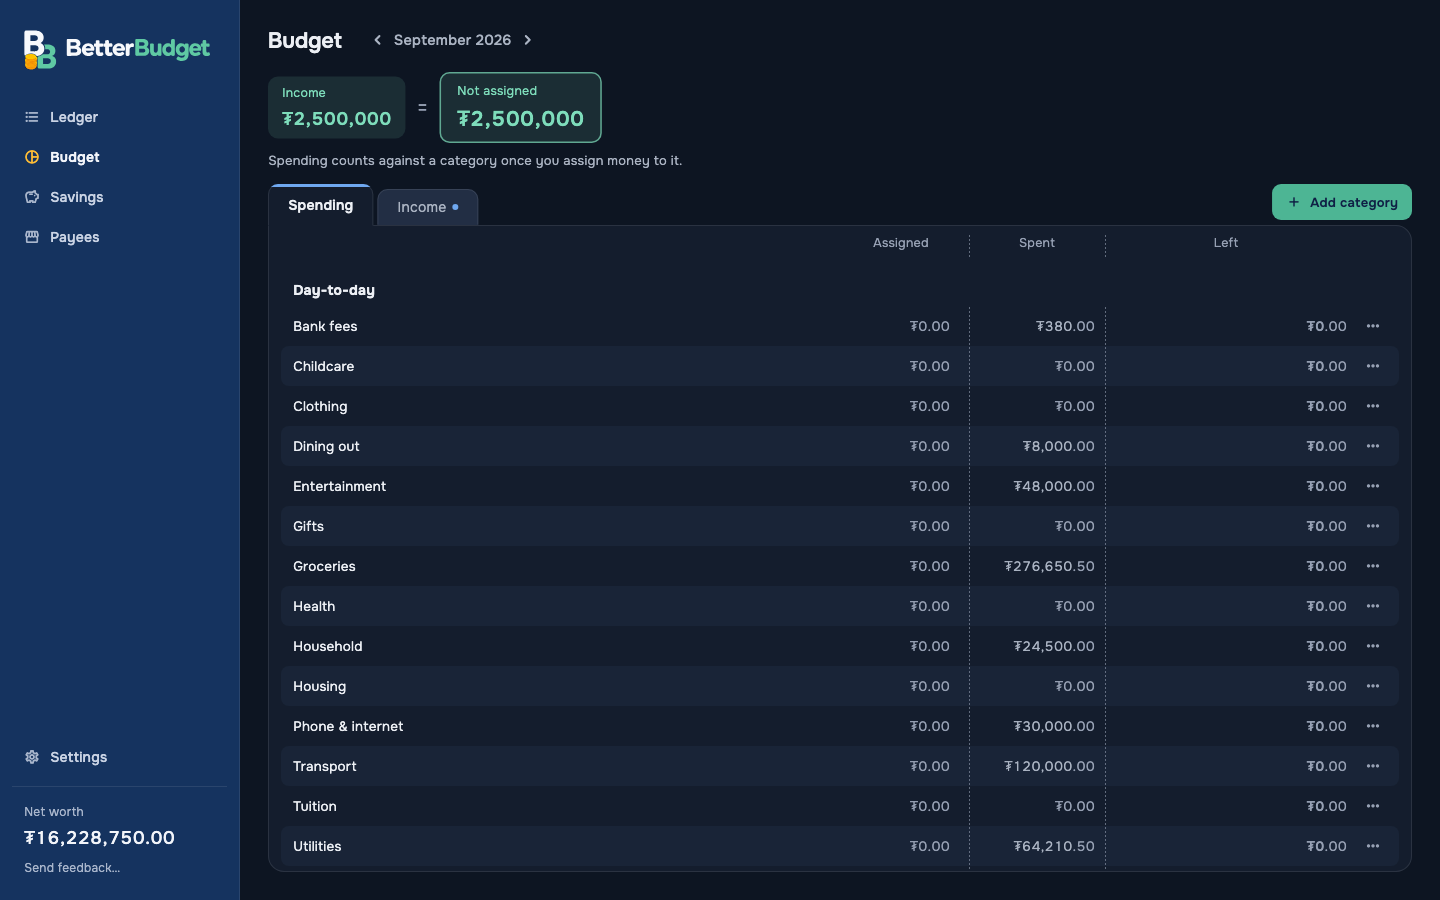 BetterBudget
Ledger
Budget
Savings
Payees
Settings
Net worth
₮16,228,750.00
Send feedback...
Budget
September 2026
Income
₮2,500,000
=
Not assigned
₮2,500,000
Spending counts against a category once you assign money to it.
Spending
Income
+ Add category
Assigned Spent Left
Day-to-day
Bank fees ₮0.00 ₮380.00 ₮0.00
Childcare ₮0.00 ₮0.00 ₮0.00
Clothing ₮0.00 ₮0.00 ₮0.00
Dining out ₮0.00 ₮8,000.00 ₮0.00
Entertainment ₮0.00 ₮48,000.00 ₮0.00
Gifts ₮0.00 ₮0.00 ₮0.00
Groceries ₮0.00 ₮276,650.50 ₮0.00
Health ₮0.00 ₮0.00 ₮0.00
Household ₮0.00 ₮24,500.00 ₮0.00
Housing ₮0.00 ₮0.00 ₮0.00
Phone & internet ₮0.00 ₮30,000.00 ₮0.00
Transport ₮0.00 ₮120,000.00 ₮0.00
Tuition ₮0.00 ₮0.00 ₮0.00
Utilities ₮0.00 ₮64,210.50 ₮0.00